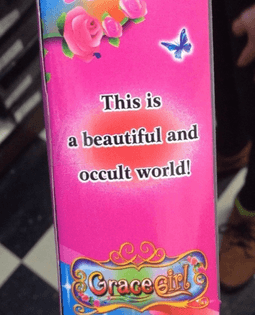 This is
a beautiful and
occult world!
Grace girl